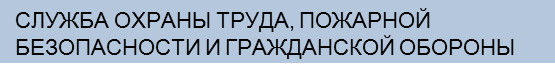 СЛУЖБА ОХРАНЫ ТРУДА, ПОЖАРНОЙ
БЕЗОПАСНОСТИ И ГРАЖДАНСКОЙ ОБОРОНЫ